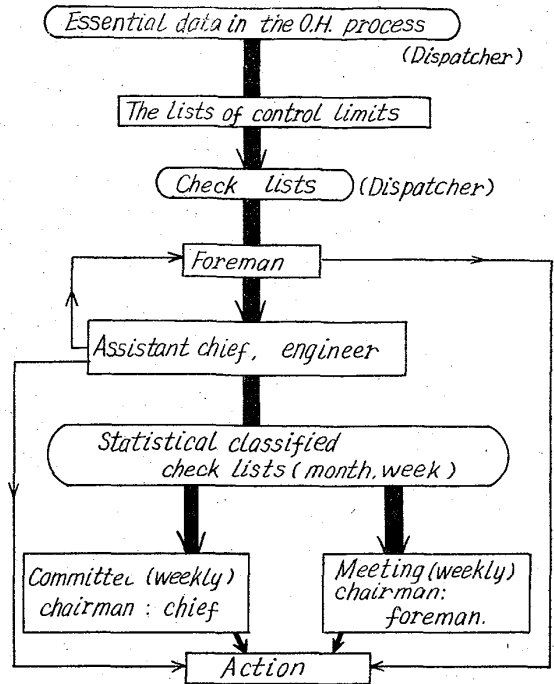 Essential data in the O.H. process
(Dispatcher)
The lists of control limits
Check lists (Dispatcher)
Foreman
Assistant chief, engineer
Statistical classified
check lists (month, week)
Committee (weekly)
chairman : chief
Meeting (weekly)
chairman:
foreman.
Action